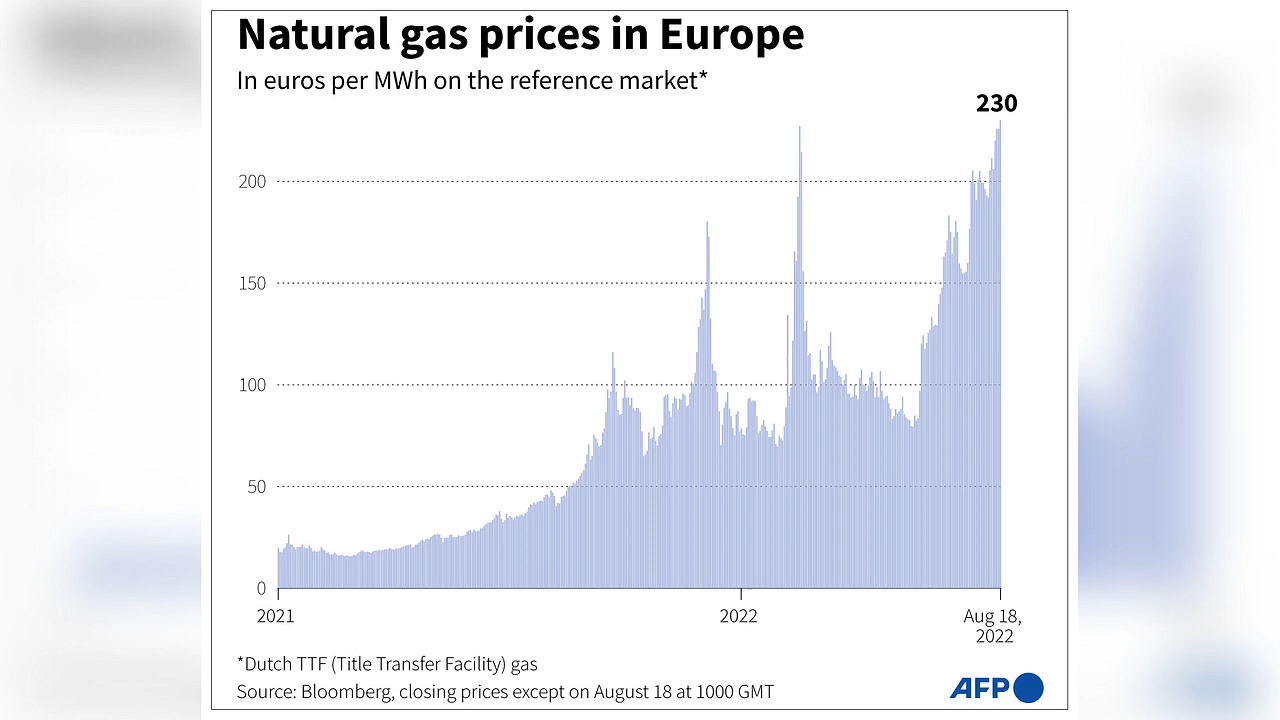 Natural gas prices in Europe
In euros per MWh on the reference market*
230
200
150
100
50
0
2021
2022
Aug 18,
2022
*Dutch TTF (Title Transfer Facility) gas
Source: Bloomberg, closing prices except on August 18 at 1000 GMT
AFP